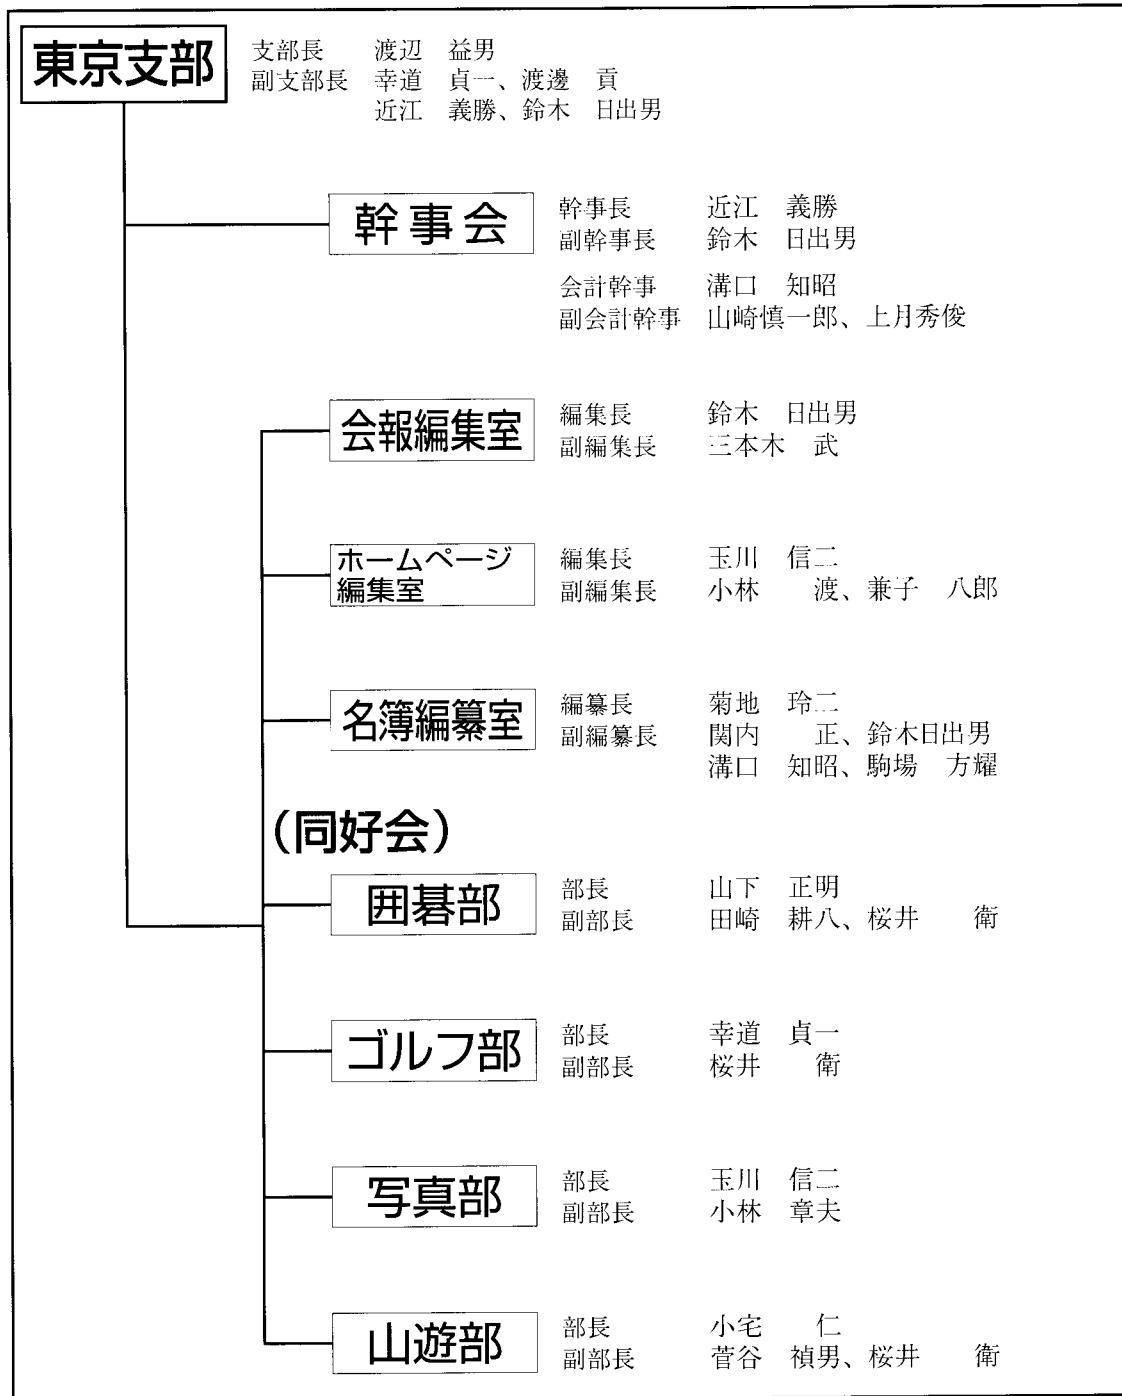 東京支部
支部長　渡辺　益男
副支部長　幸道　貞一、渡邊　貢
近江　義勝、鈴木　日出男
幹事会
幹事長　近江　義勝
副幹事長　鈴木　日出男
会計幹事　溝口　知昭
副会計幹事　山崎慎一郎、上月秀俊
会報編集室
編集長　鈴木　日出男
副編集長　三本木　武
ホームページ
編集室
編集長　玉川　信二
副編集長　小林　渡、兼子　八郎
名簿編纂室
編纂長　菊地　玲二
副編纂長　関内　正、鈴木日出男
溝口　知昭、駒場　方耀
（同好会）
囲碁部
部長　山下　正明
副部長　田崎　耕八、桜井　衛
ゴルフ部
部長　幸道　貞一
副部長　桜井　衛
写真部
部長　玉川　信二
副部長　小林　章夫
山遊部
部長　小宅　仁
副部長　菅谷　禎男、桜井　衛